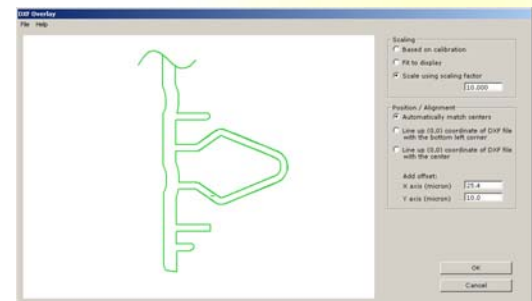 DXF Overlay
File Help
Scaling
Based on calibration
Fit to display
Scale using scaling factor
10.000
Position / Alignment
Automatically match centers
Line up (0,0) coordinate of DXF file
with the bottom left corner
Line up (0,0) coordinate of DXF file
with the center
Add offset:
X axis (micron) 25.4
Y axis (micron) 10.0
OK
Cancel